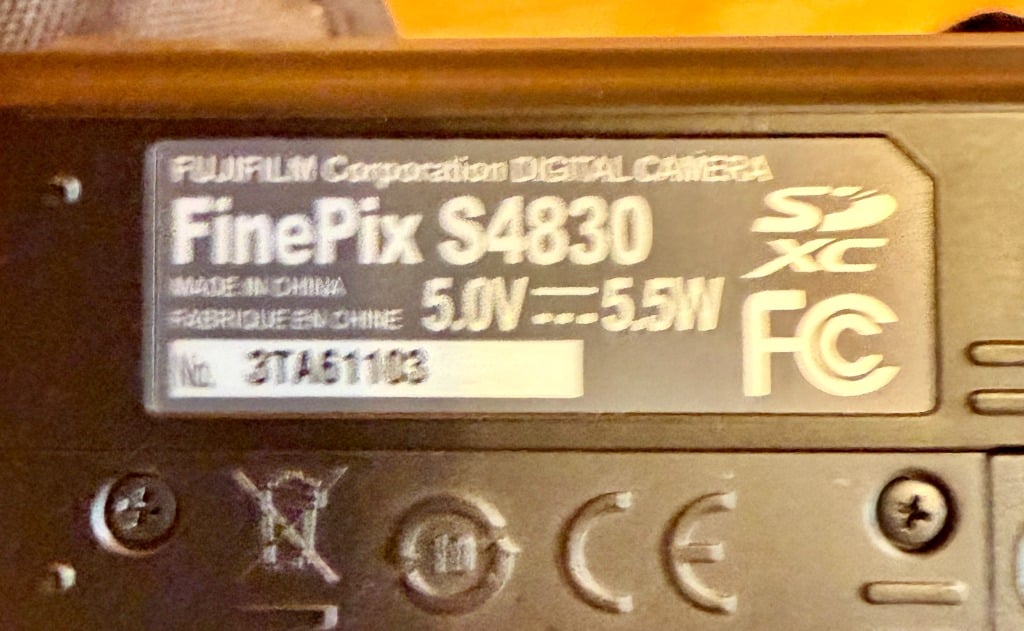 FUJIFILM Corporation DIGITAL CAMERA
FinePix S4830
MADE IN CHINA
FABRIQUE EN CHINE
5.0V⎓5.5W
No. 3TA61103
SD
XC
FC
CE